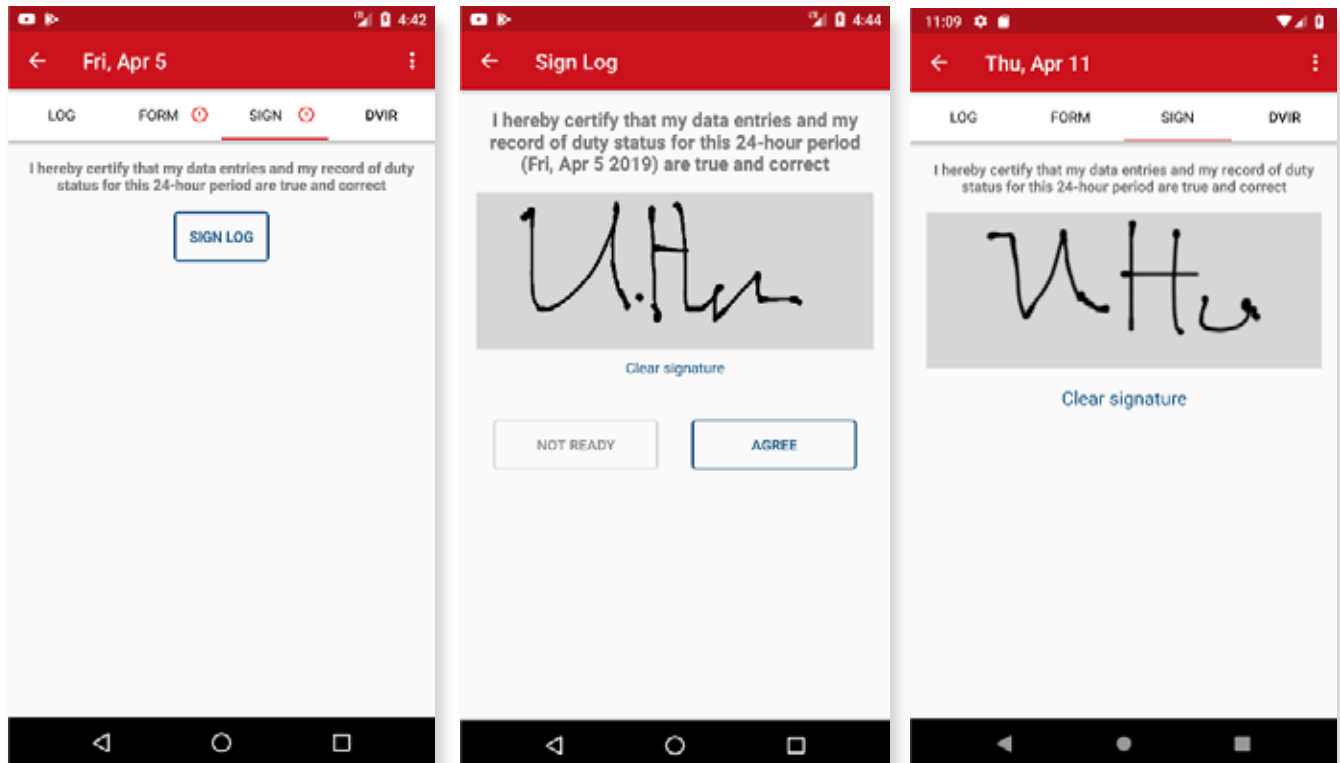 4:42
Fri, Apr 5
LOG FORM SIGN DVIR
I hereby certify that my data entries and my record of duty
status for this 24-hour period are true and correct
SIGN LOG
4:44
Sign Log
I hereby certify that my data entries and my
record of duty status for this 24-hour period
(Fri, Apr 5 2019) are true and correct
Clear signature
NOT READY AGREE
11:09
Thu, Apr 11
LOG FORM SIGN DVIR
I hereby certify that my data entries and my record of duty
status for this 24-hour period are true and correct
Clear signature